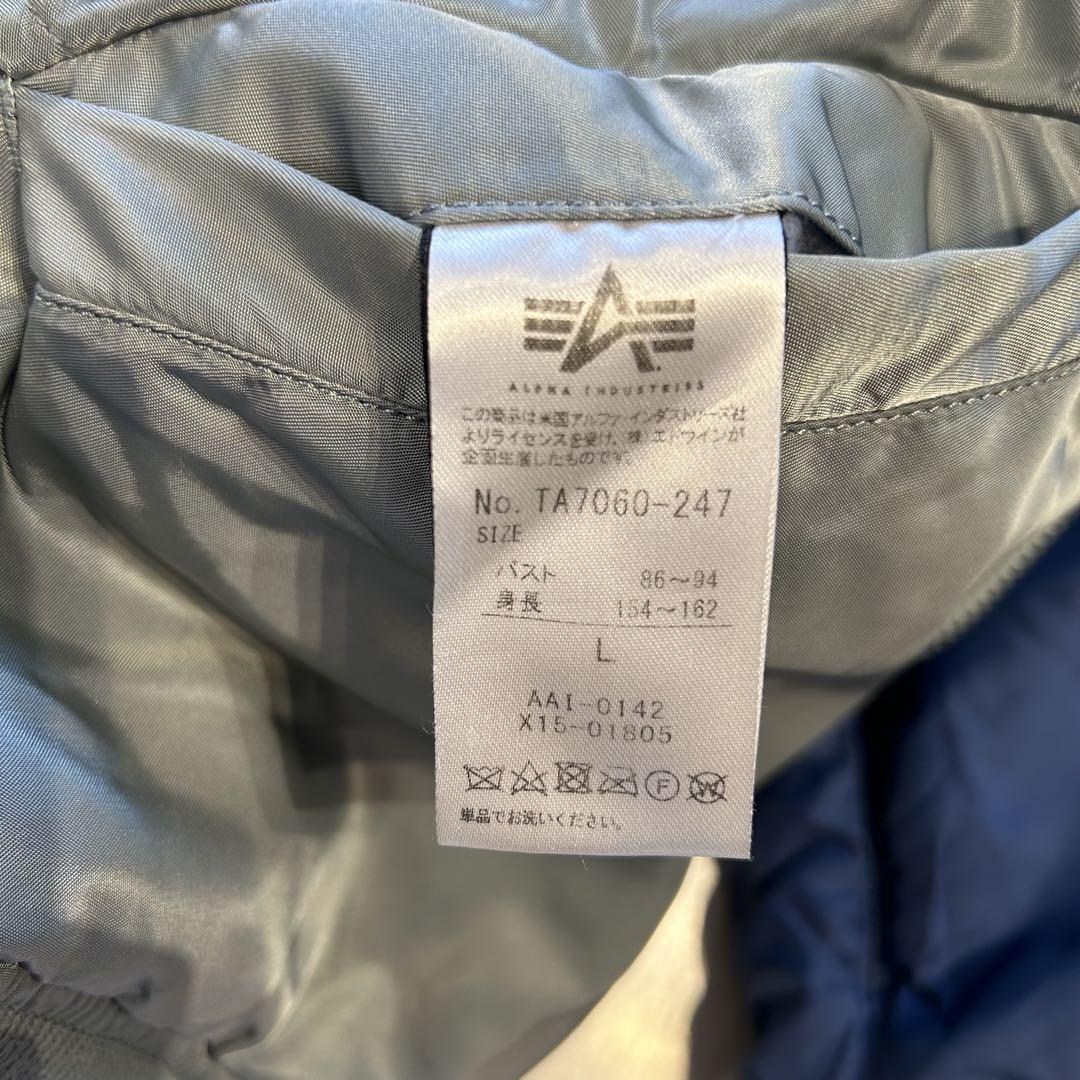 ALPHA INDUSTRIES
この商品は米国アルファインダストリーズ社
よりライセンスを受け、㈱エドウインが
企画生産したものです。
No. TA7060-247
SIZE
バスト 86～94
身長 154～162
L
AAI-0142
X15-01805
F
W
単品でお洗いください。